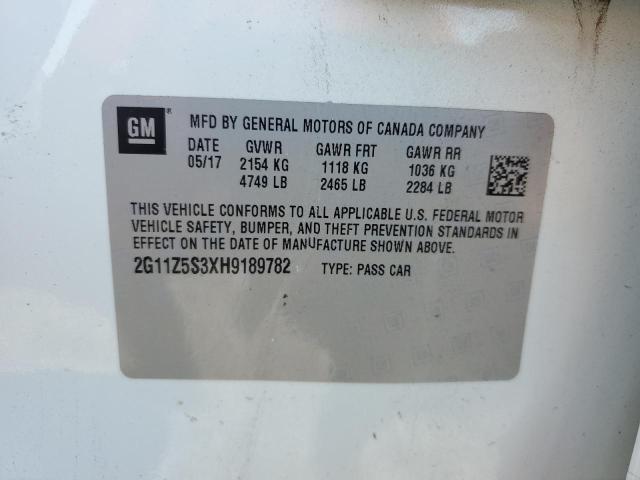 GM ®
MFD BY GENERAL MOTORS OF CANADA COMPANY
DATE GVWR GAWR FRT GAWR RR
05/17 2154 KG 1118 KG 1036 KG
4749 LB 2465 LB 2284 LB
THIS VEHICLE CONFORMS TO ALL APPLICABLE U.S. FEDERAL MOTOR
VEHICLE SAFETY, BUMPER, AND THEFT PREVENTION STANDARDS IN
EFFECT ON THE DATE OF MANUFACTURE SHOWN ABOVE.
2G11Z5S3XH9189782 TYPE: PASS CAR